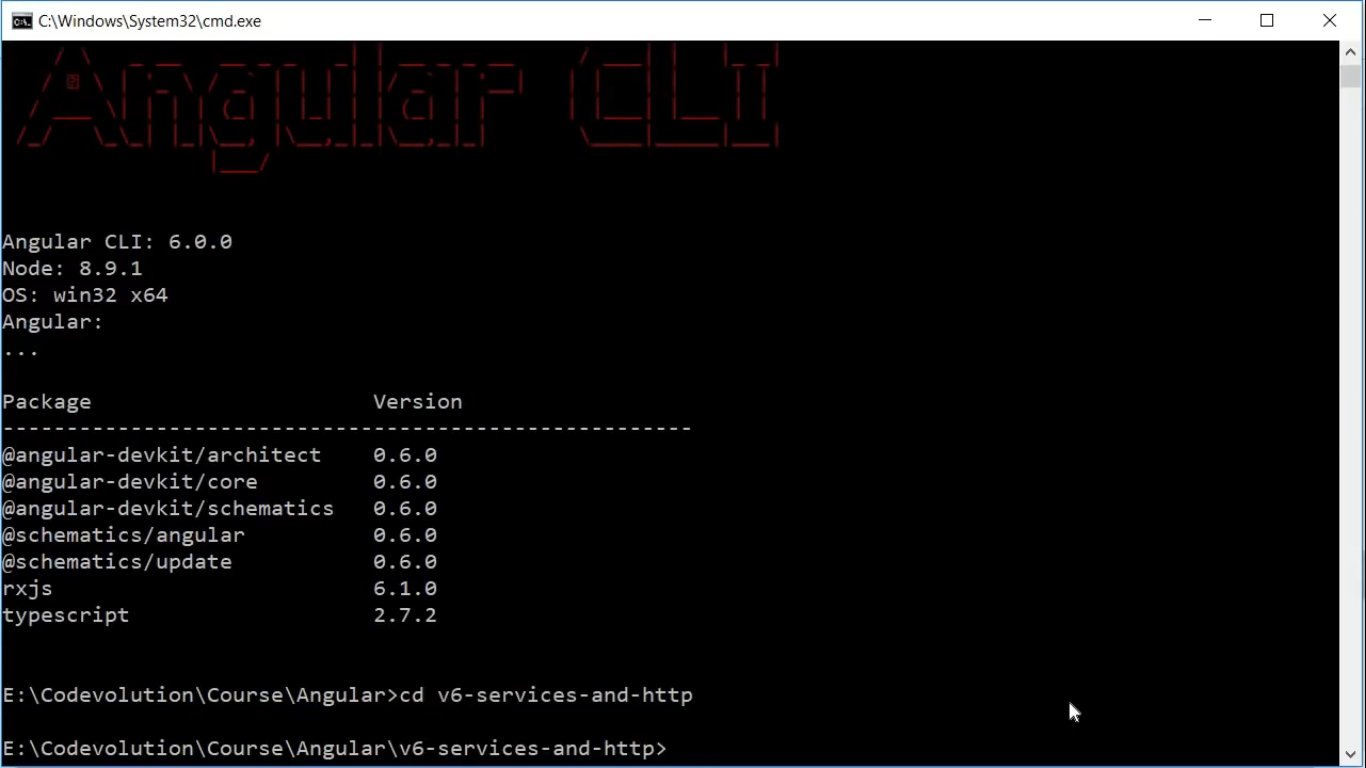 C:\Windows\System32\cmd.exe
Angular CLI
Angular CLI: 6.0.0
Node: 8.9.1
OS: win32 x64
Angular:
...
Package Version
------------------------------------------------------
@angular-devkit/architect 0.6.0
@angular-devkit/core 0.6.0
@angular-devkit/schematics 0.6.0
@schematics/angular 0.6.0
@schematics/update 0.6.0
rxjs 6.1.0
typescript 2.7.2
E:\Codevolution\Course\Angular>cd v6-services-and-http
E:\Codevolution\Course\Angular\v6-services-and-http>